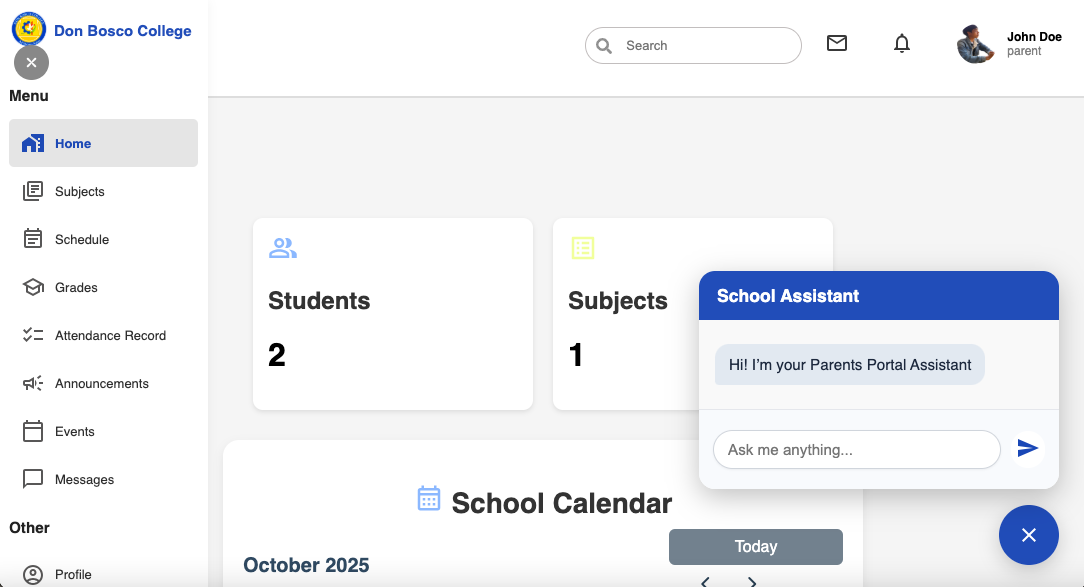 Don Bosco College
Menu
Home
Subjects
Schedule
Grades
Attendance Record
Announcements
Events
Messages
Other
Profile
Search
John Doe
parent
Students
2
Subjects
1
School Calendar
Today
October 2025
School Assistant
Hi! I'm your Parents Portal Assistant
Ask me anything...